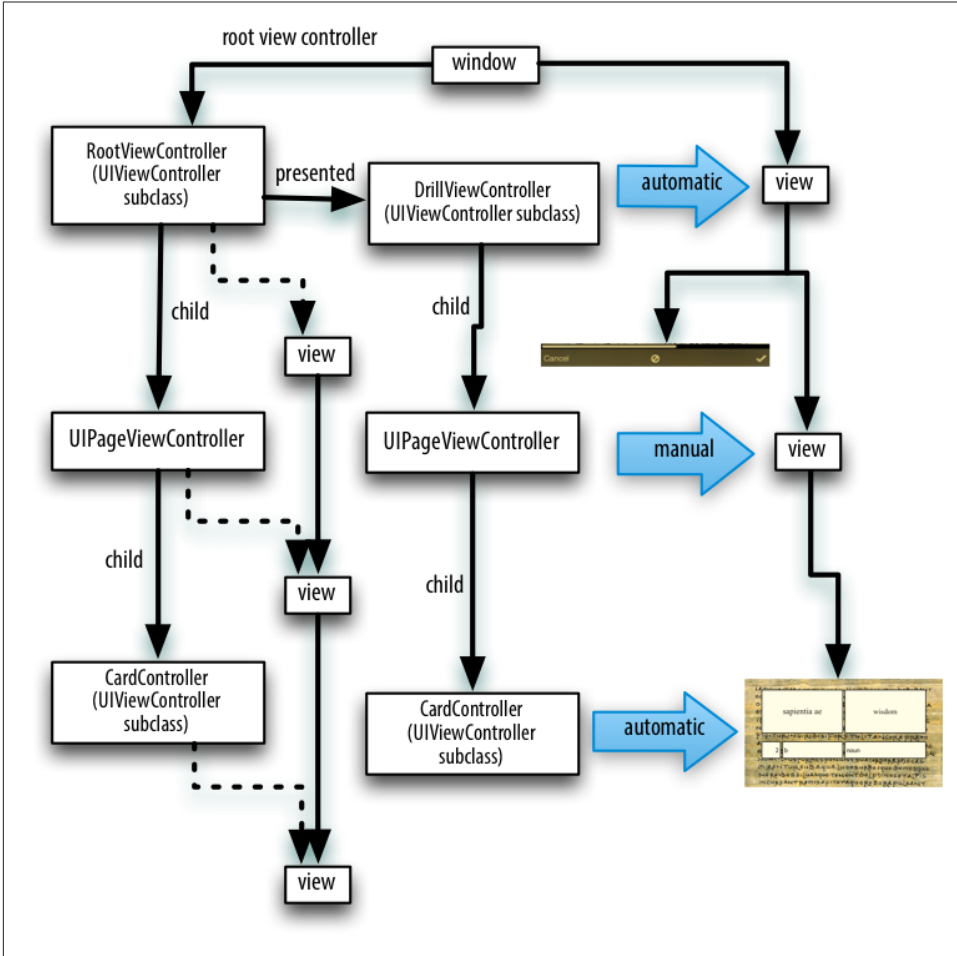 root view controller
window
RootViewController
(UIViewController
subclass)
presented
DrillViewController
(UIViewController subclass)
automatic
view
child
child
view
Cancel
UIPageViewController
UIPageViewController
manual
view
child
child
view
CardController
(UIViewController
subclass)
CardController
(UIViewController
subclass)
automatic
sapientia ae
wisdom
2
b
noun
view